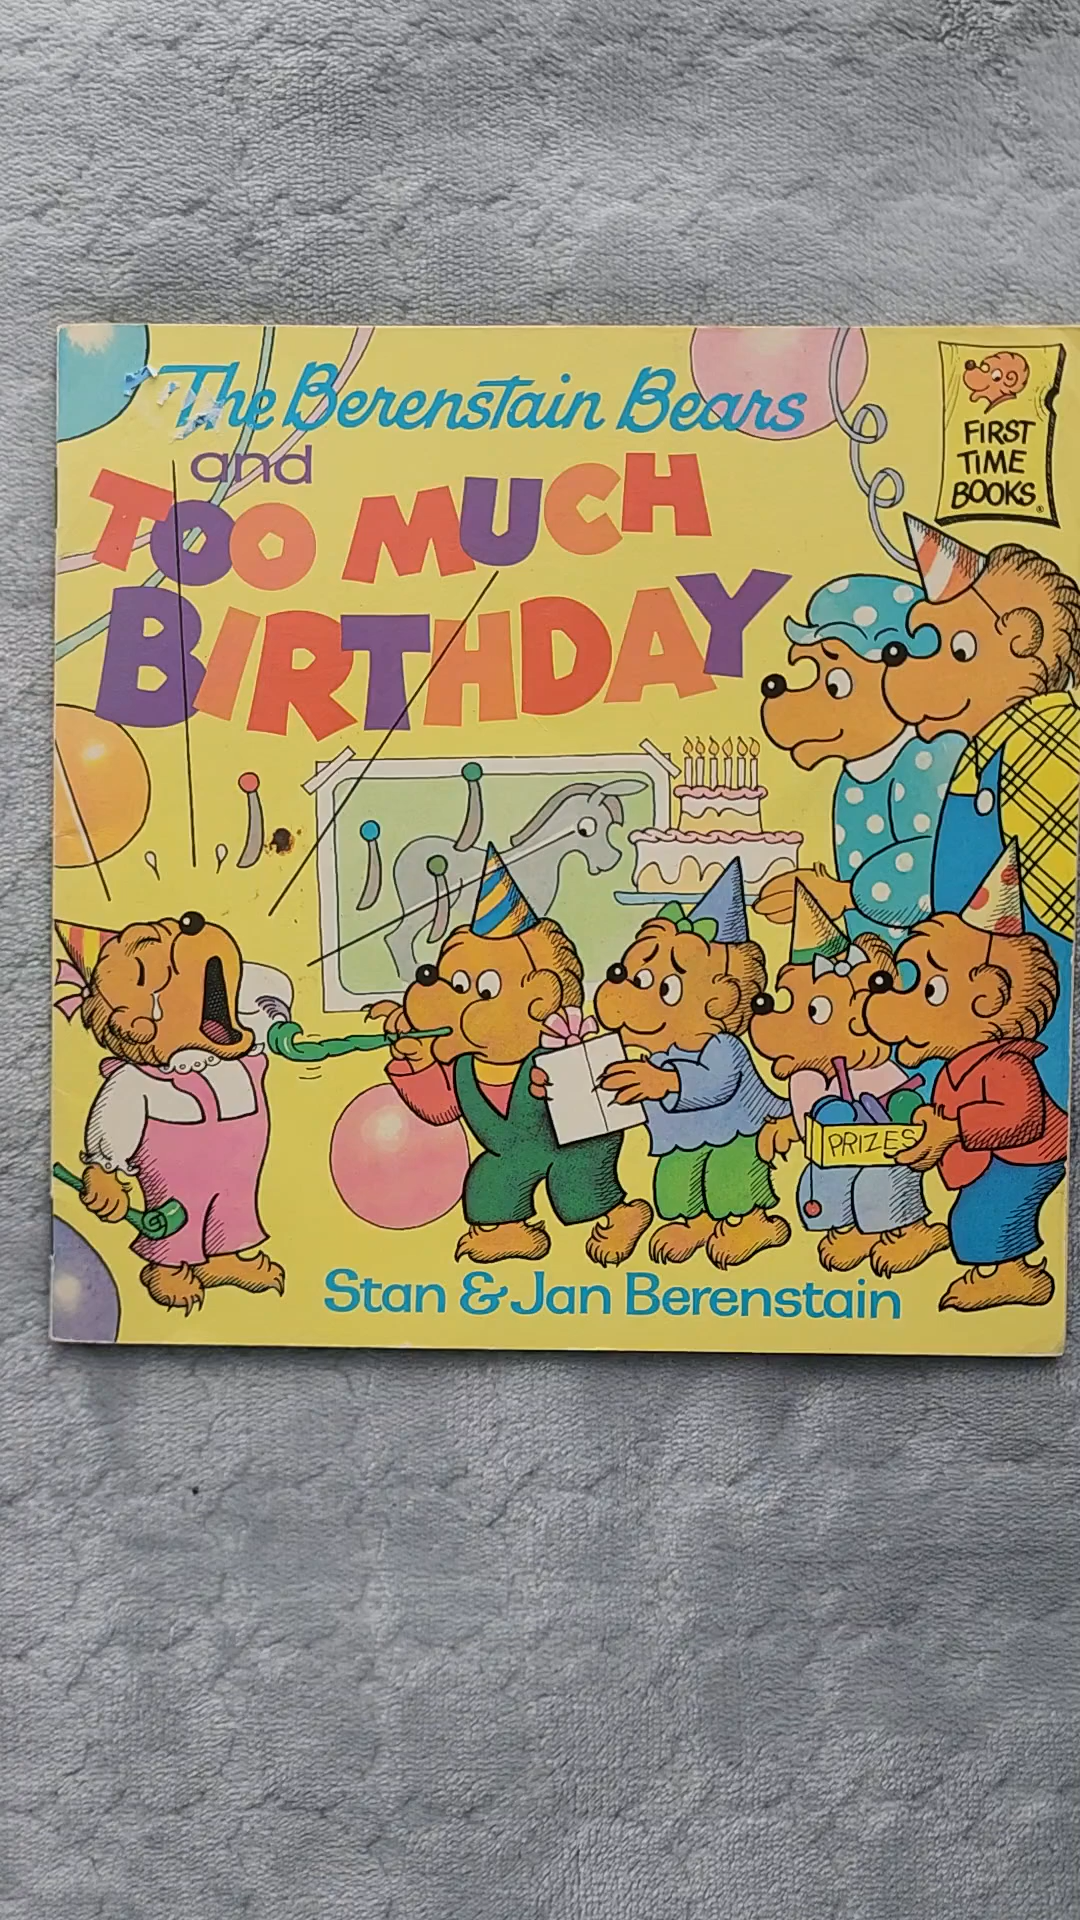 The Berenstain Bears
and
TOO MUCH
BIRTHDAY
FIRST
TIME
BOOKS®
PRIZES
Stan & Jan Berenstain